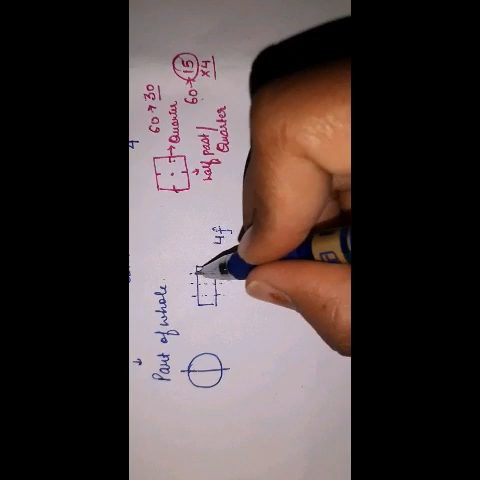 Part of whole.
4
60 → 30
→ Quarter
60 → 15
× 4
half past /
Quarter